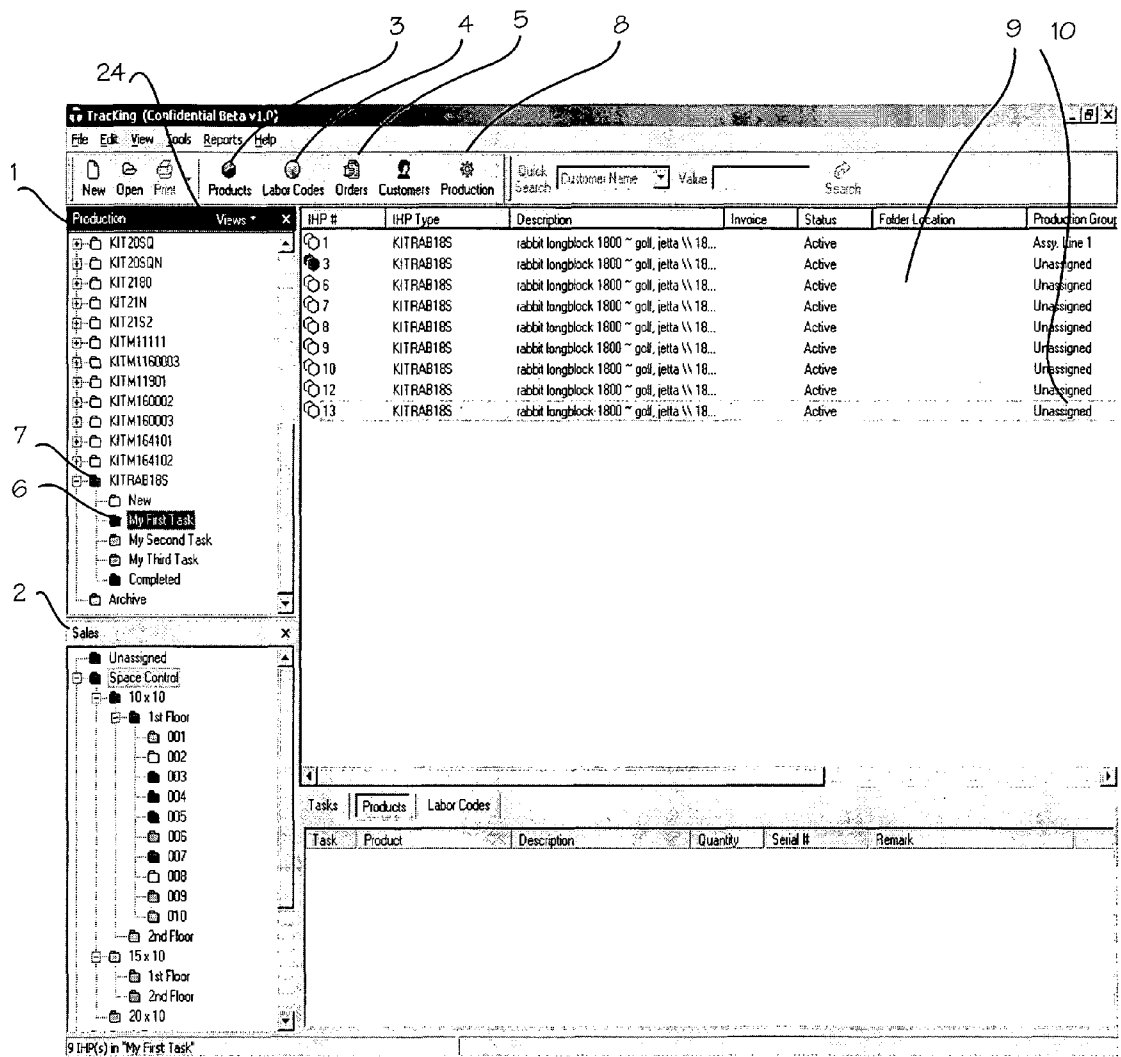 3 4 5 8 9 10
24
TracKing (Confidential Beta v1.0)
File Edit View Tools Reports Help
New Open Print Products Labor Codes Orders Customers Production Quick Search Customer Name Value Search
1
Production Views
IHP # IHP Type Description Invoice Status Folder Location Production Group
1 KITRAB18S rabbit longblock 1800 ~ golf, jetta \\ 18... Active Assy. Line 1
3 KITRAB18S rabbit longblock 1800 ~ golf, jetta \\ 18... Active Unassigned
6 KITRAB18S rabbit longblock 1800 ~ golf, jetta \\ 18... Active Unassigned
7 KITRAB18S rabbit longblock 1800 ~ golf, jetta \\ 18... Active Unassigned
8 KITRAB18S rabbit longblock 1800 ~ golf, jetta \\ 18... Active Unassigned
9 KITRAB18S rabbit longblock 1800 ~ golf, jetta \\ 18... Active Unassigned
10 KITRAB18S rabbit longblock 1800 ~ golf, jetta \\ 18... Active Unassigned
12 KITRAB18S rabbit longblock 1800 ~ golf, jetta \\ 18... Active Unassigned
13 KITRAB18S rabbit longblock 1800 ~ golf, jetta \\ 18... Active Unassigned
KIT20SQ
KIT20SQN
KIT2180
KIT21N
KIT21S2
KITM11111
KITM1160003
KITM11901
KITM160002
KITM160003
KITM164101
KITM164102
7
KITRAB18S
6
New
My First Task
My Second Task
My Third Task
Completed
Archive
2
Sales
Unassigned
Space Control
10 x 10
1st Floor
001
002
003
004
005
006
007
008
009
010
2nd Floor
15 x 10
1st Floor
2nd Floor
20 x 10
Tasks Products Labor Codes
Task Product Description Quantity Serial # Remark
9 IHP(s) in "My First Task"